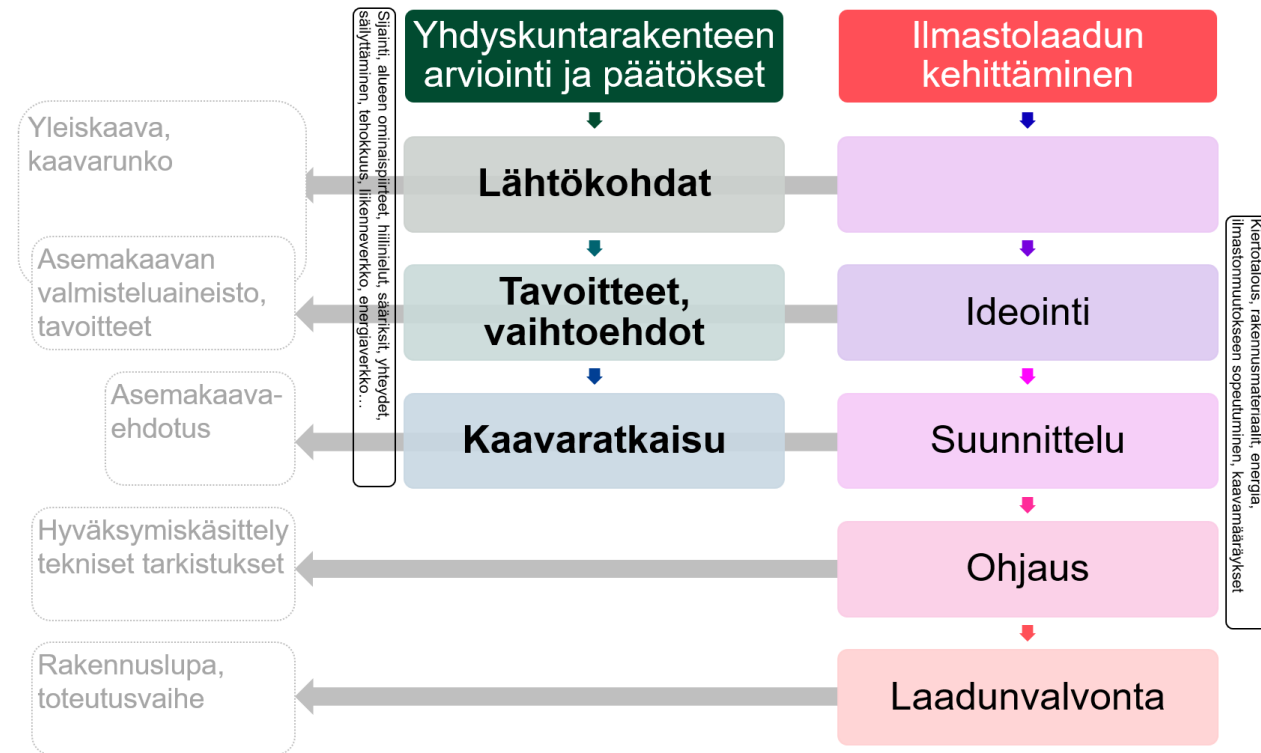 Yhdyskuntarakenteen
arviointi ja päätökset
Ilmastolaadun
kehittäminen
Sijainti, alueen ominaispiirteet, hiilinielut, sääriksit, yhteydet,
säilyttäminen, tehokkuus, liikenneverkko, energiaverkko…
Yleiskaava,
kaavarunko
Lähtökohdat
Asemakaavan
valmisteluaineisto,
tavoitteet
Tavoitteet,
vaihtoehdot
Ideointi
Kiertotalous, rakennusmateriaalit, energia,
ilmastonmuutokseen sopeutuminen, kaavamääräykset
Asemakaava-
ehdotus
Kaavaratkaisu
Suunnittelu
Hyväksymiskäsittely
tekniset tarkistukset
Ohjaus
Rakennuslupa,
toteutusvaihe
Laadunvalvonta